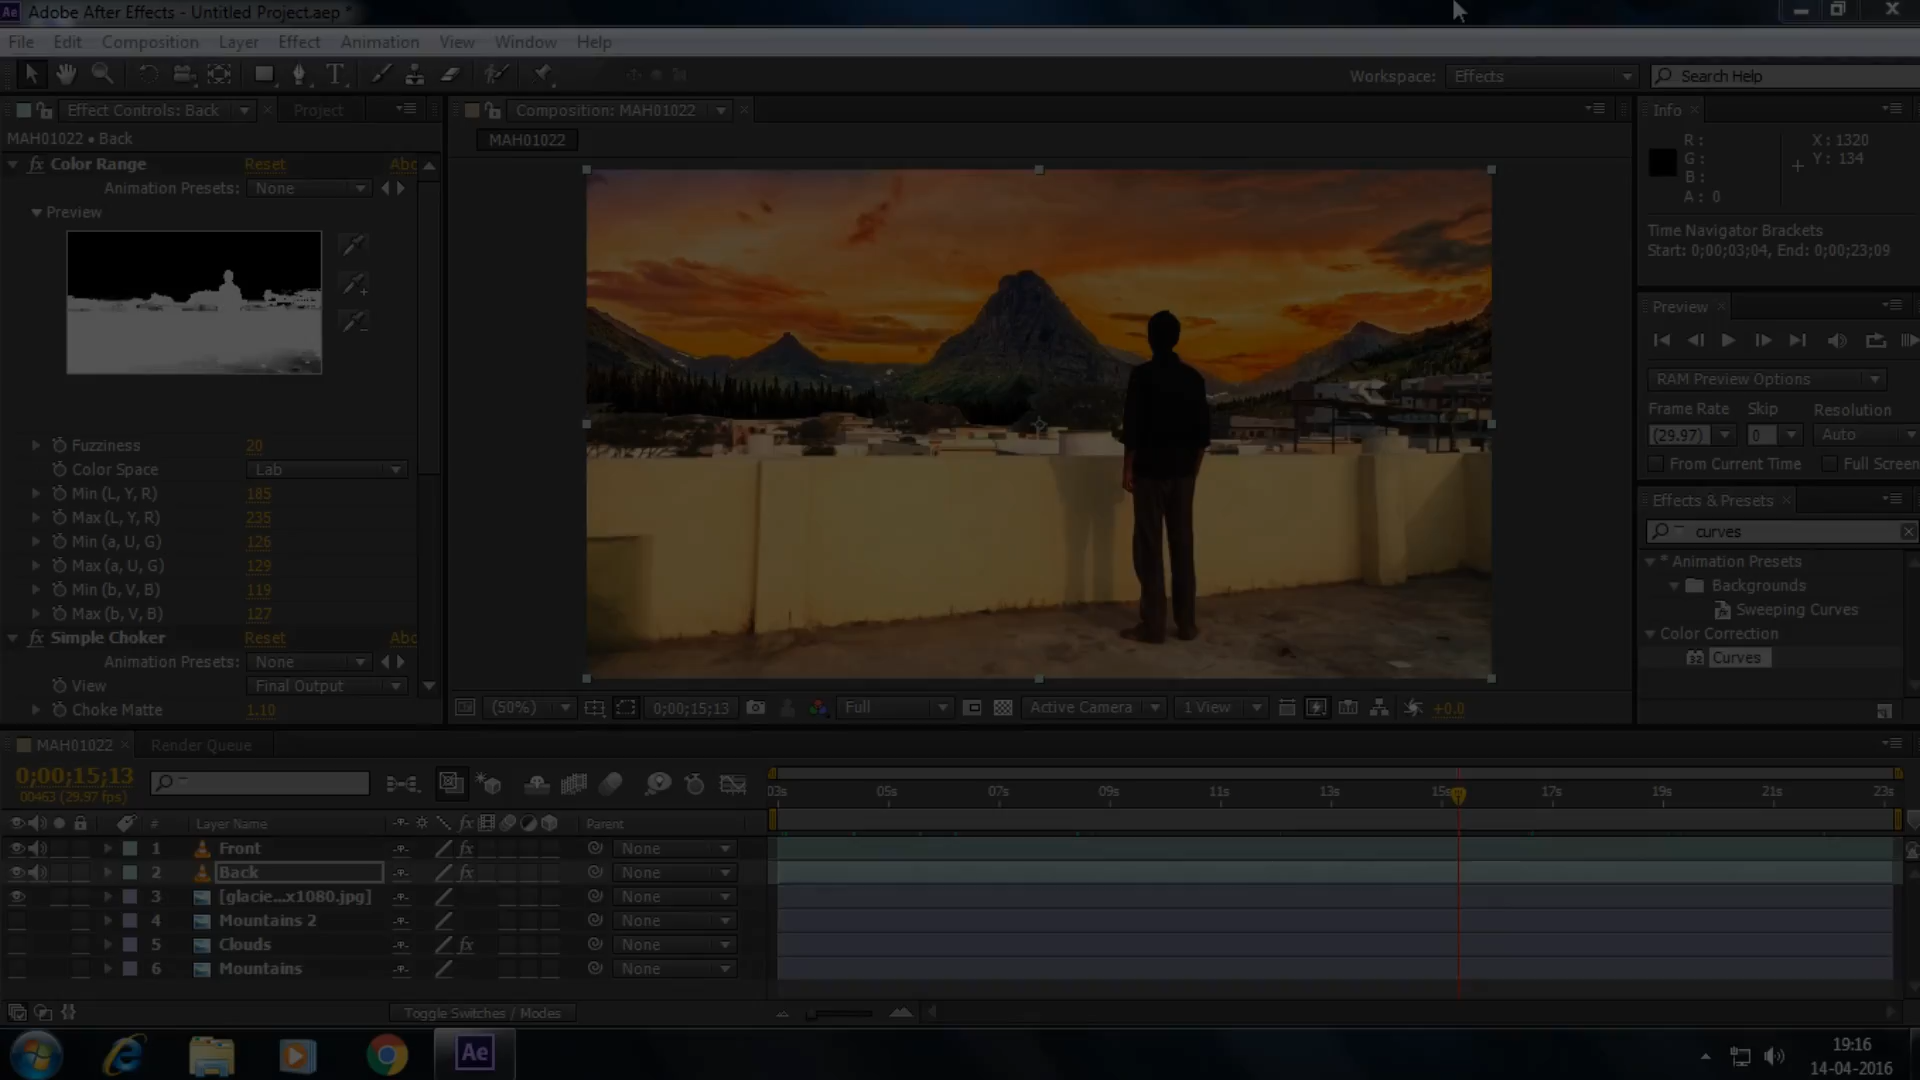 Adobe After Effects - Untitled Project.aep *
File Edit Composition Layer Effect Animation View Window Help
Workspace: Effects Search Help
Effect Controls: Back Project
Composition: MAH01022
MAH01022
MAH01022 • Back
Color Range Reset Abc
Animation Presets: None
Preview
Fuzziness 20
Color Space Lab
Min (L, Y, R) 185
Max (L, Y, R) 235
Min (a, U, G) 126
Max (a, U, G) 129
Min (b, V, B) 119
Max (b, V, B) 127
Simple Choker Reset Abc
Animation Presets: None
View Final Output
Choke Matte 1.10
(50%) 0;00;15;13 Full Active Camera 1 View +0.0
Info
R :
G :
B :
A : 0
X : 1320
Y : 134
Time Navigator Brackets
Start: 0;00;03;04, End: 0;00;23;09
Preview
RAM Preview Options
Frame Rate Skip Resolution
(29.97) 0 Auto
From Current Time Full Screen
Effects & Presets
curves
* Animation Presets
Backgrounds
Sweeping Curves
Color Correction
32 Curves
MAH01022 Render Queue
0;00;15;13
00463 (29.97 fps)
03s 05s 07s 09s 11s 13s 15s 17s 19s 21s 23s
# Layer Name fx Parent
1 Front fx None
2 Back fx None
3 [glacie...x1080.jpg] None
4 Mountains 2 None
5 Clouds fx None
6 Mountains None
Toggle Switches / Modes
Ae
19:16
14-04-2016